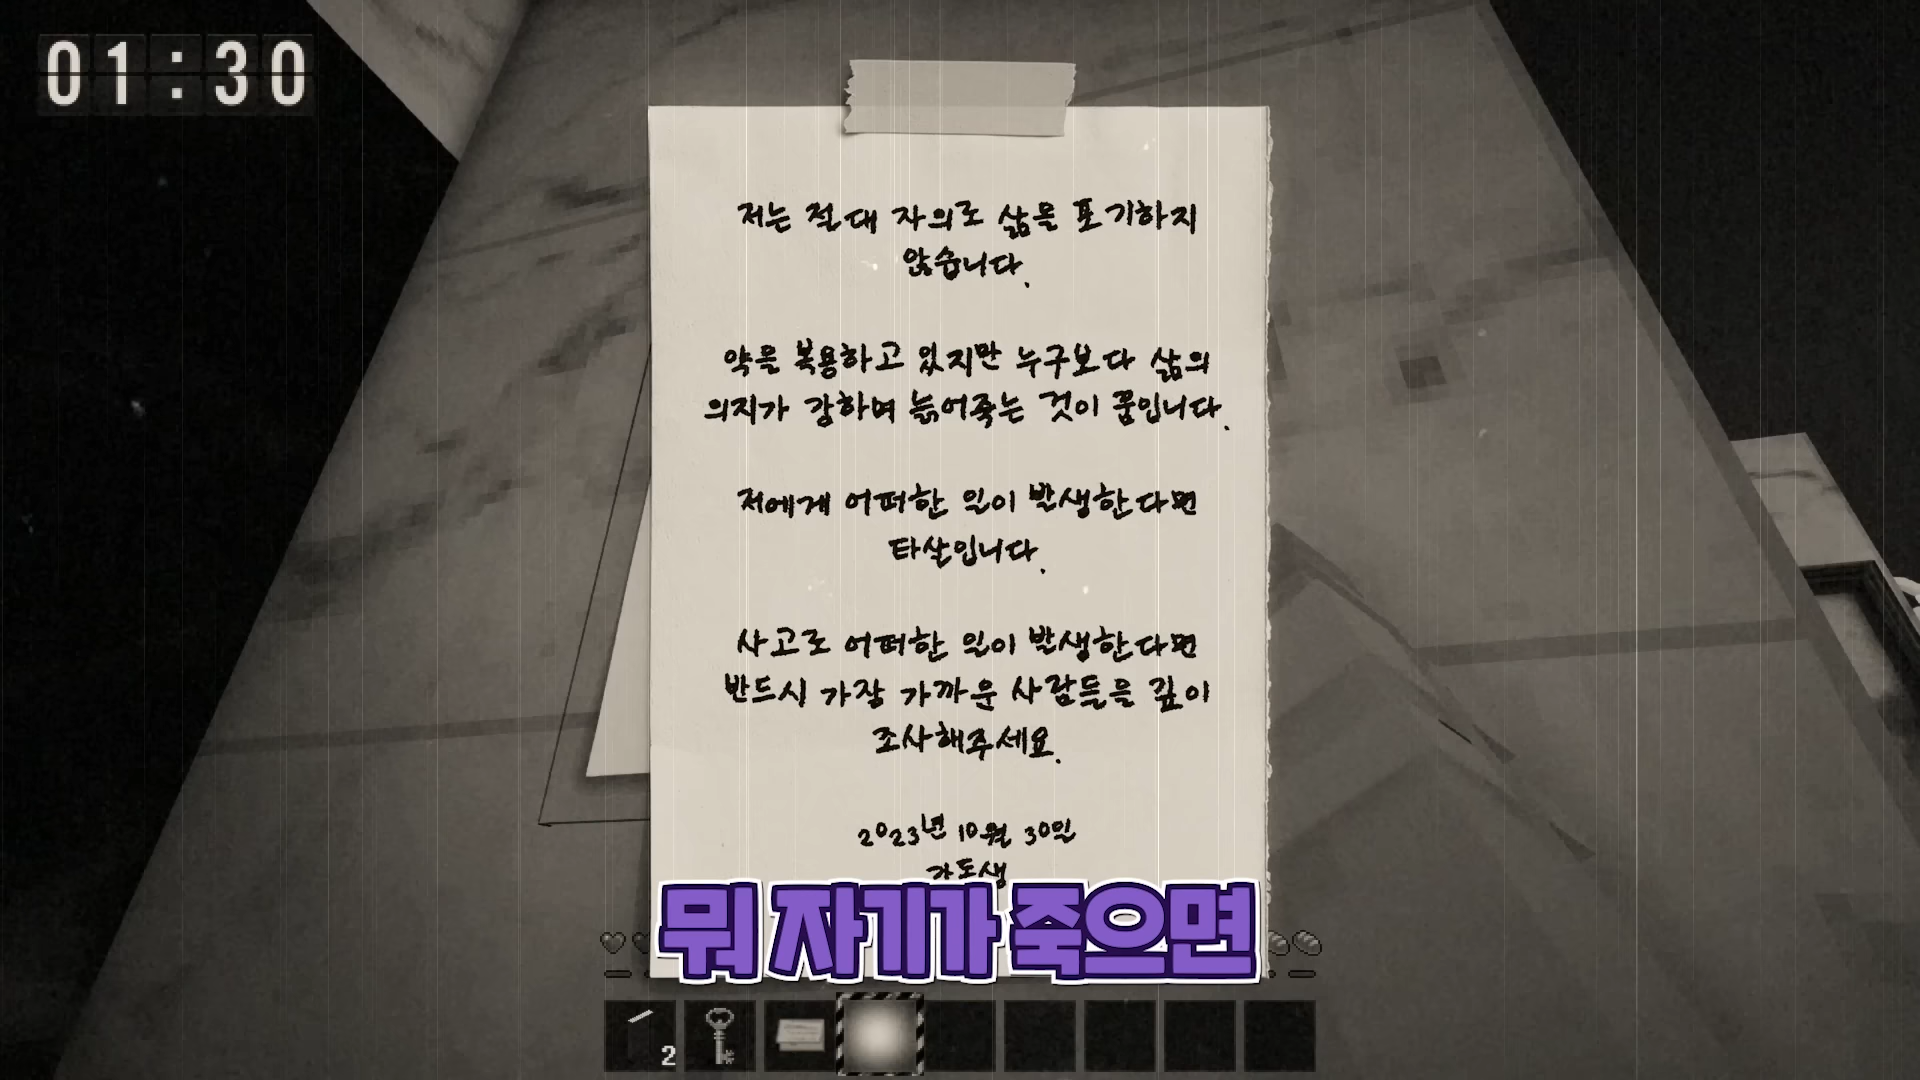 01:30
저는 절대 자의로 삶을 포기하지
않습니다.
약을 복용하고 있지만 누구보다 삶의
의지가 강하며 늙어죽는 것이 꿈입니다.
저에게 어떠한 일이 발생한다면
타살입니다.
사고로 어떠한 일이 발생한다면
반드시 가장 가까운 사람들을 깊이
조사해주세요.
2023년 10월 30일
가도생
뭐 자기가 죽으면
2